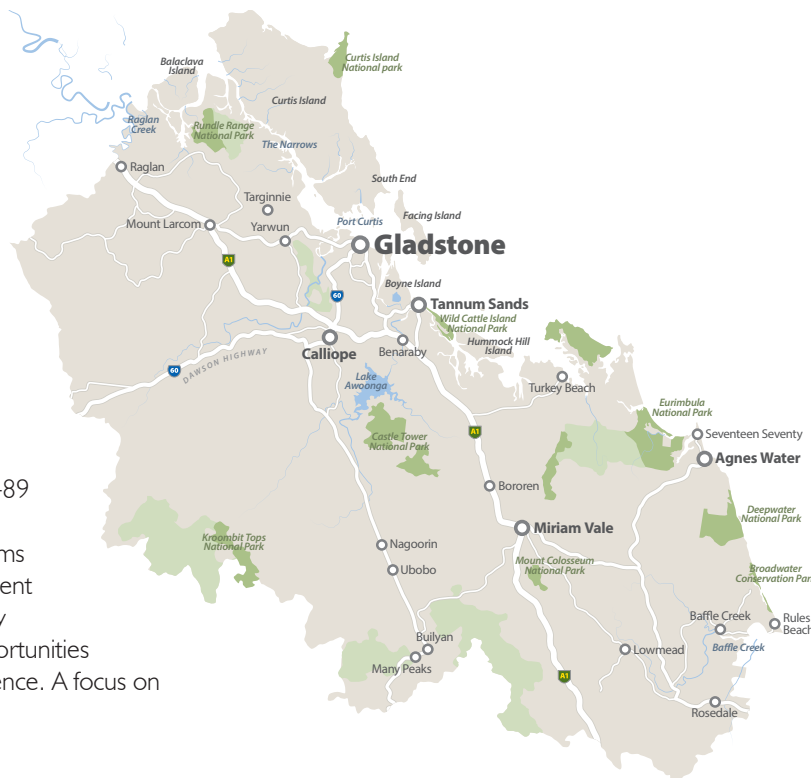 Curtis Island
National park
Balaclava
Island
Curtis Island
Raglan
Creek
Rundle Range
National Park
The Narrows
Raglan
South End
Targinnie
Facing Island
Mount Larcom
Yarwun
Port Curtis
Gladstone
A1
Boyne Island
60
Tannum Sands
Wild Cattle Island
National Park
Hummock Hill
Island
Calliope
Benaraby
DAWSON HIGHWAY
60
Lake
Awoonga
Turkey Beach
Eurimbula
National Park
Castle Tower
National Park
A1
Seventeen Seventy
Agnes Water
-89
Bororen
Deepwater
National Park
Miriam Vale
Kroombit Tops
National Park
Nagoorin
ms
Mount Colosseum
National Park
Ubobo
Broadwater
Conservation Par
ent
y
Baffle Creek
Rules
Beach
ortunities
Builyan
Lowmead
Baffle Creek
Many Peaks
ence. A focus on
A1
Rosedale